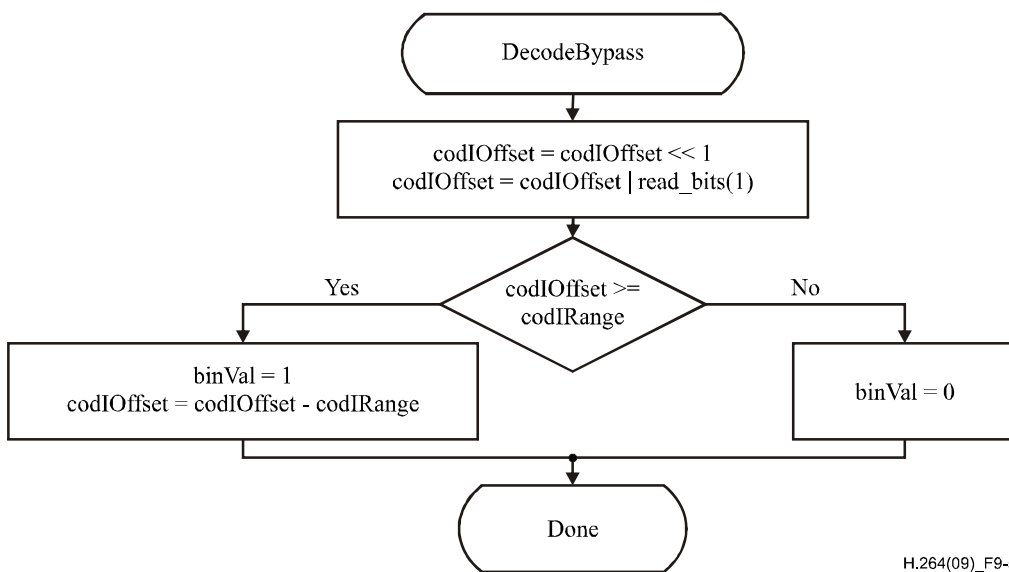 DecodeBypass
codIOffset = codIOffset << 1
codIOffset = codIOffset | read_bits(1)
codIOffset >=
codIRange
Yes
No
binVal = 1
codIOffset = codIOffset - codIRange
binVal = 0
Done
H.264(09)_F9-